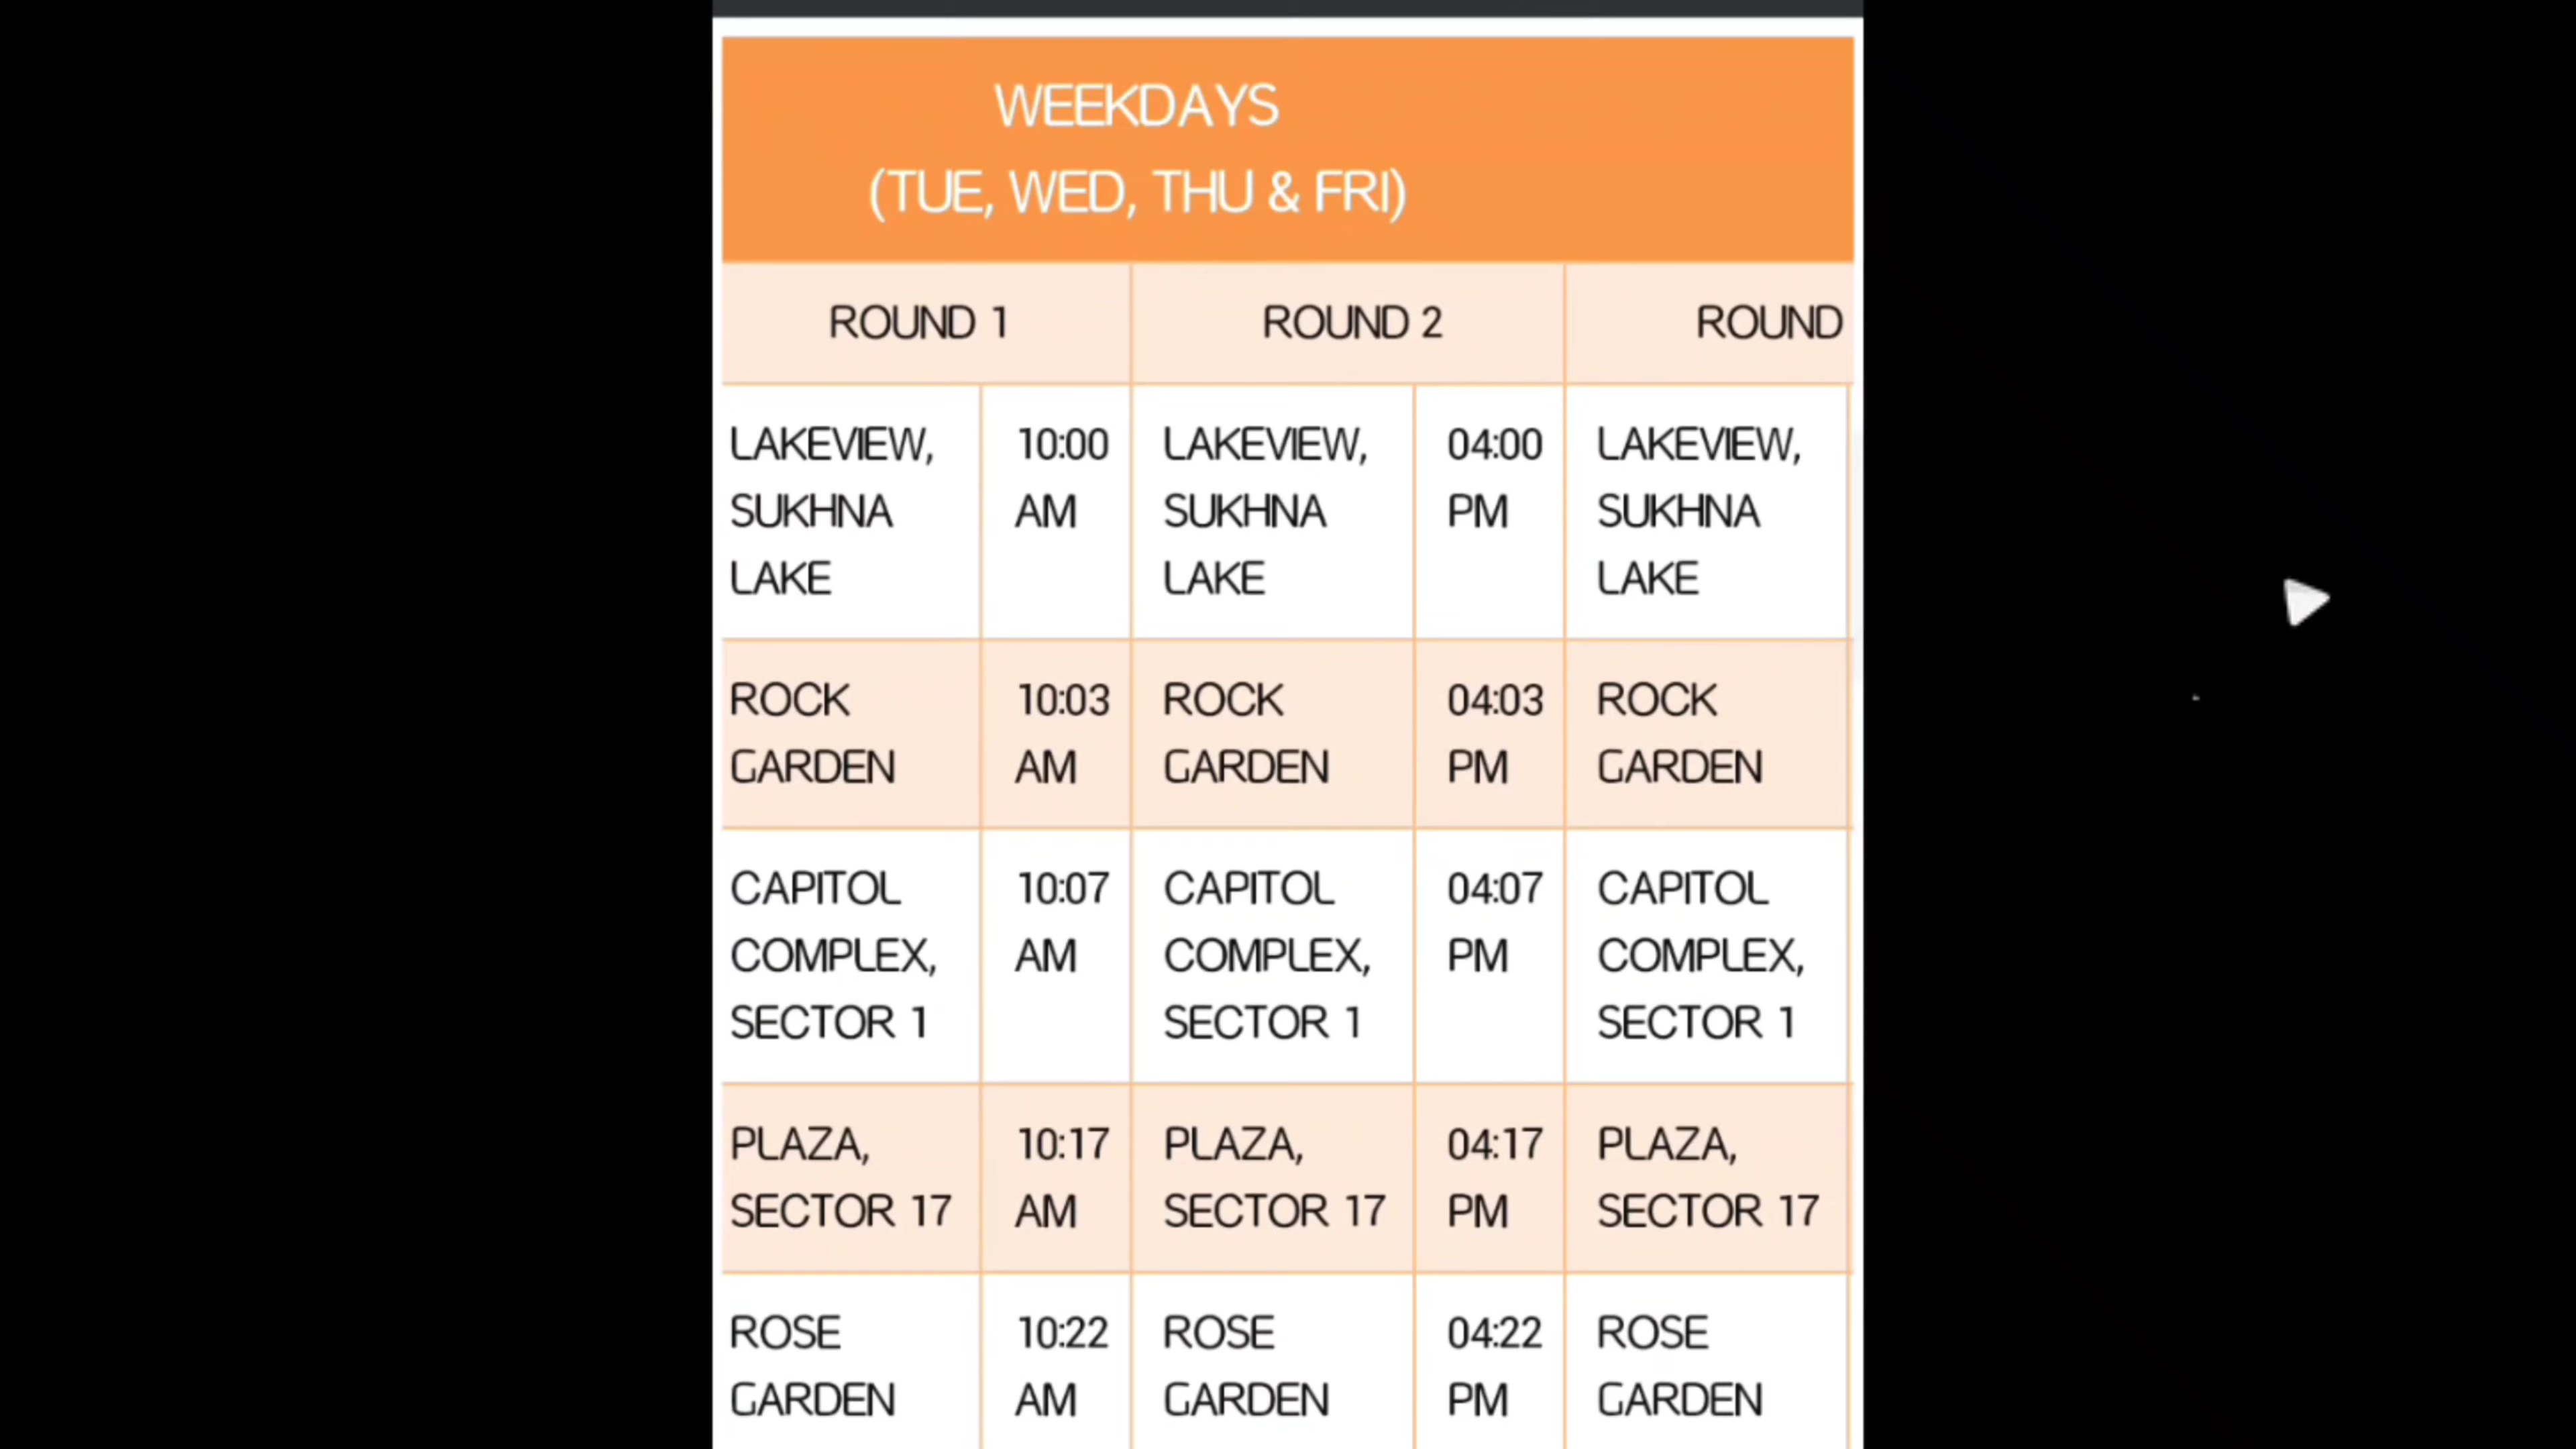 WEEKDAYS
(TUE, WED, THU & FRI)
ROUND 1 ROUND 2 ROUND
LAKEVIEW, 10:00 LAKEVIEW, 04:00 LAKEVIEW,
SUKHNA AM SUKHNA PM SUKHNA
LAKE LAKE LAKE
ROCK 10:03 ROCK 04:03 ROCK
GARDEN AM GARDEN PM GARDEN
CAPITOL 10:07 CAPITOL 04:07 CAPITOL
COMPLEX, AM COMPLEX, PM COMPLEX,
SECTOR 1 SECTOR 1 SECTOR 1
PLAZA, 10:17 PLAZA, 04:17 PLAZA,
SECTOR 17 AM SECTOR 17 PM SECTOR 17
ROSE 10:22 ROSE 04:22 ROSE
GARDEN AM GARDEN PM GARDEN